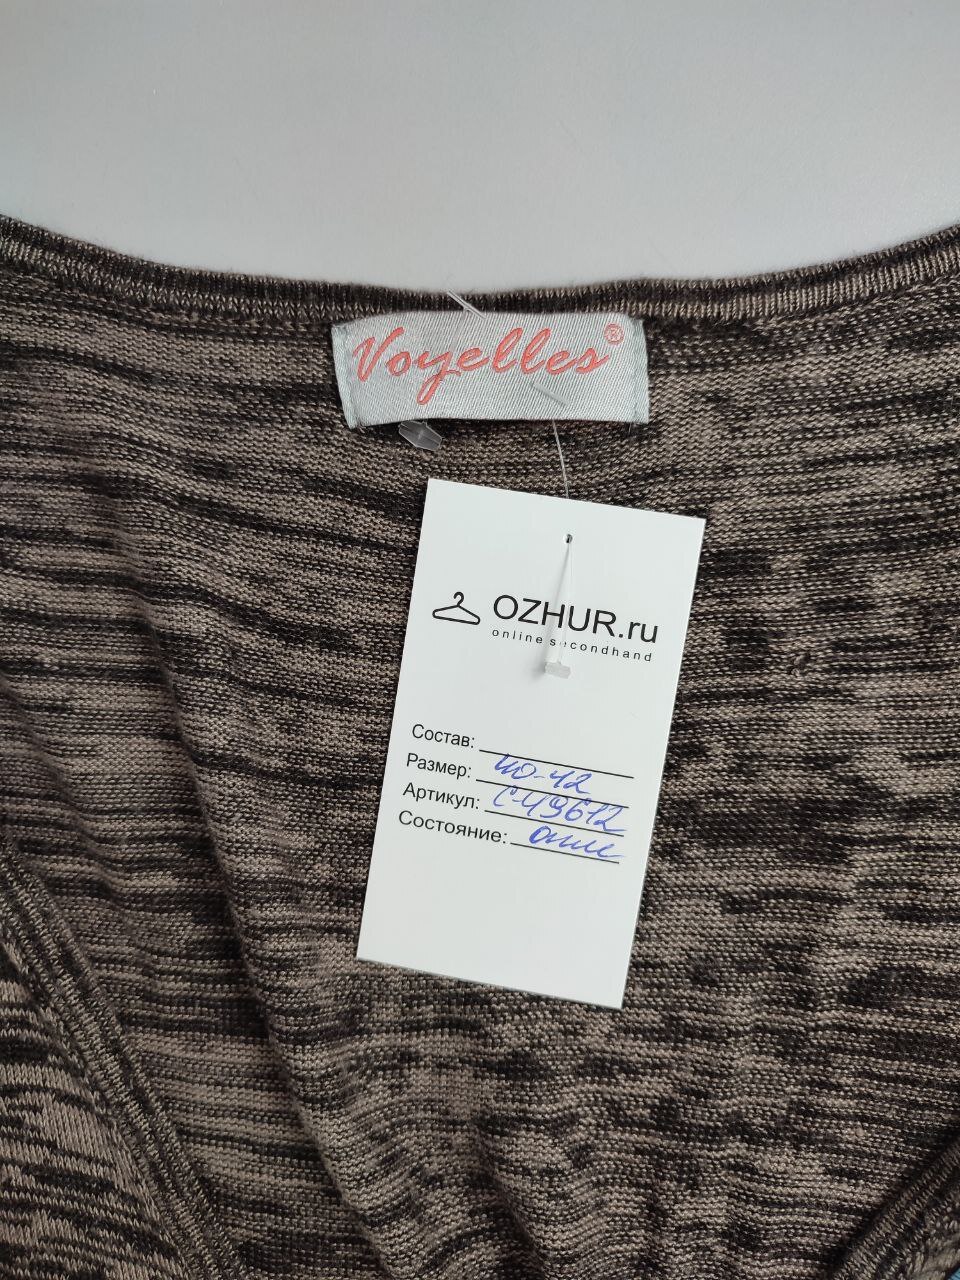 Voyelles®
OZHUR.ru
online secondhand
Состав:
Размер: 40-42
Артикул: С-49612
Состояние: отл